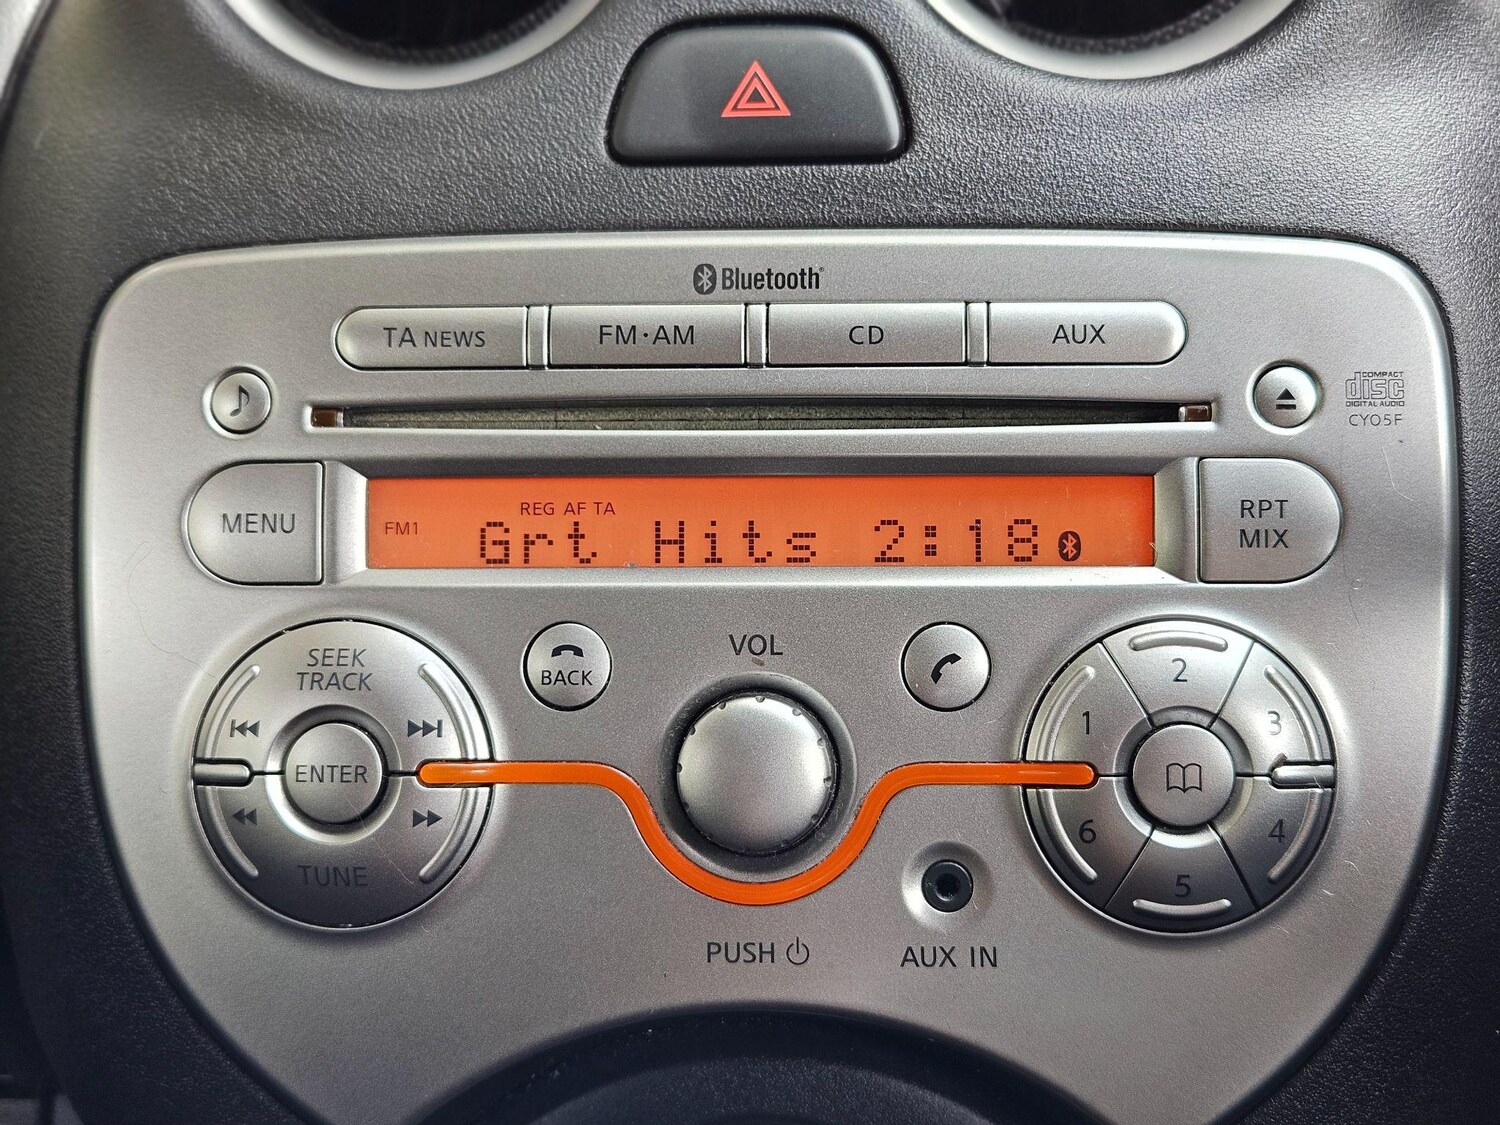 Bluetooth
TA NEWS
FM·AM
CD
AUX
COMPACT
disc
DIGITAL AUDIO
CY05F
MENU
FM1
REG AF TA
Grt Hits 2:18
RPT
MIX
SEEK
TRACK
ENTER
TUNE
BACK
VOL
PUSH
AUX IN
1
2
3
4
5
6